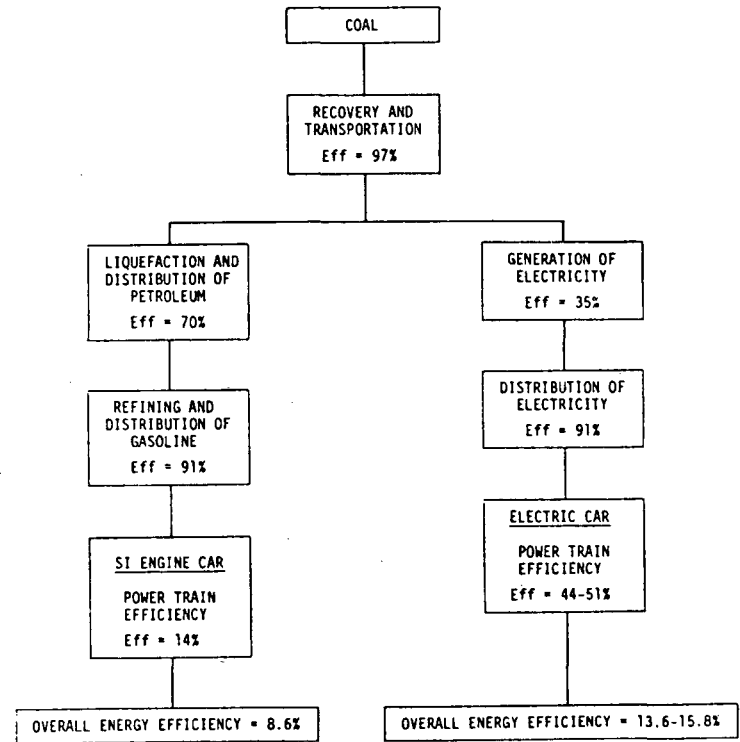 COAL
RECOVERY AND
TRANSPORTATION
Eff = 97%
LIQUEFACTION AND
DISTRIBUTION OF
PETROLEUM
Eff = 70%
GENERATION OF
ELECTRICITY
Eff = 35%
REFINING AND
DISTRIBUTION OF
GASOLINE
Eff = 91%
DISTRIBUTION OF
ELECTRICITY
Eff = 91%
SI ENGINE CAR
POWER TRAIN
EFFICIENCY
Eff = 14%
ELECTRIC CAR
POWER TRAIN
EFFICIENCY
Eff = 44-51%
OVERALL ENERGY EFFICIENCY = 8.6%
OVERALL ENERGY EFFICIENCY = 13.6-15.8%